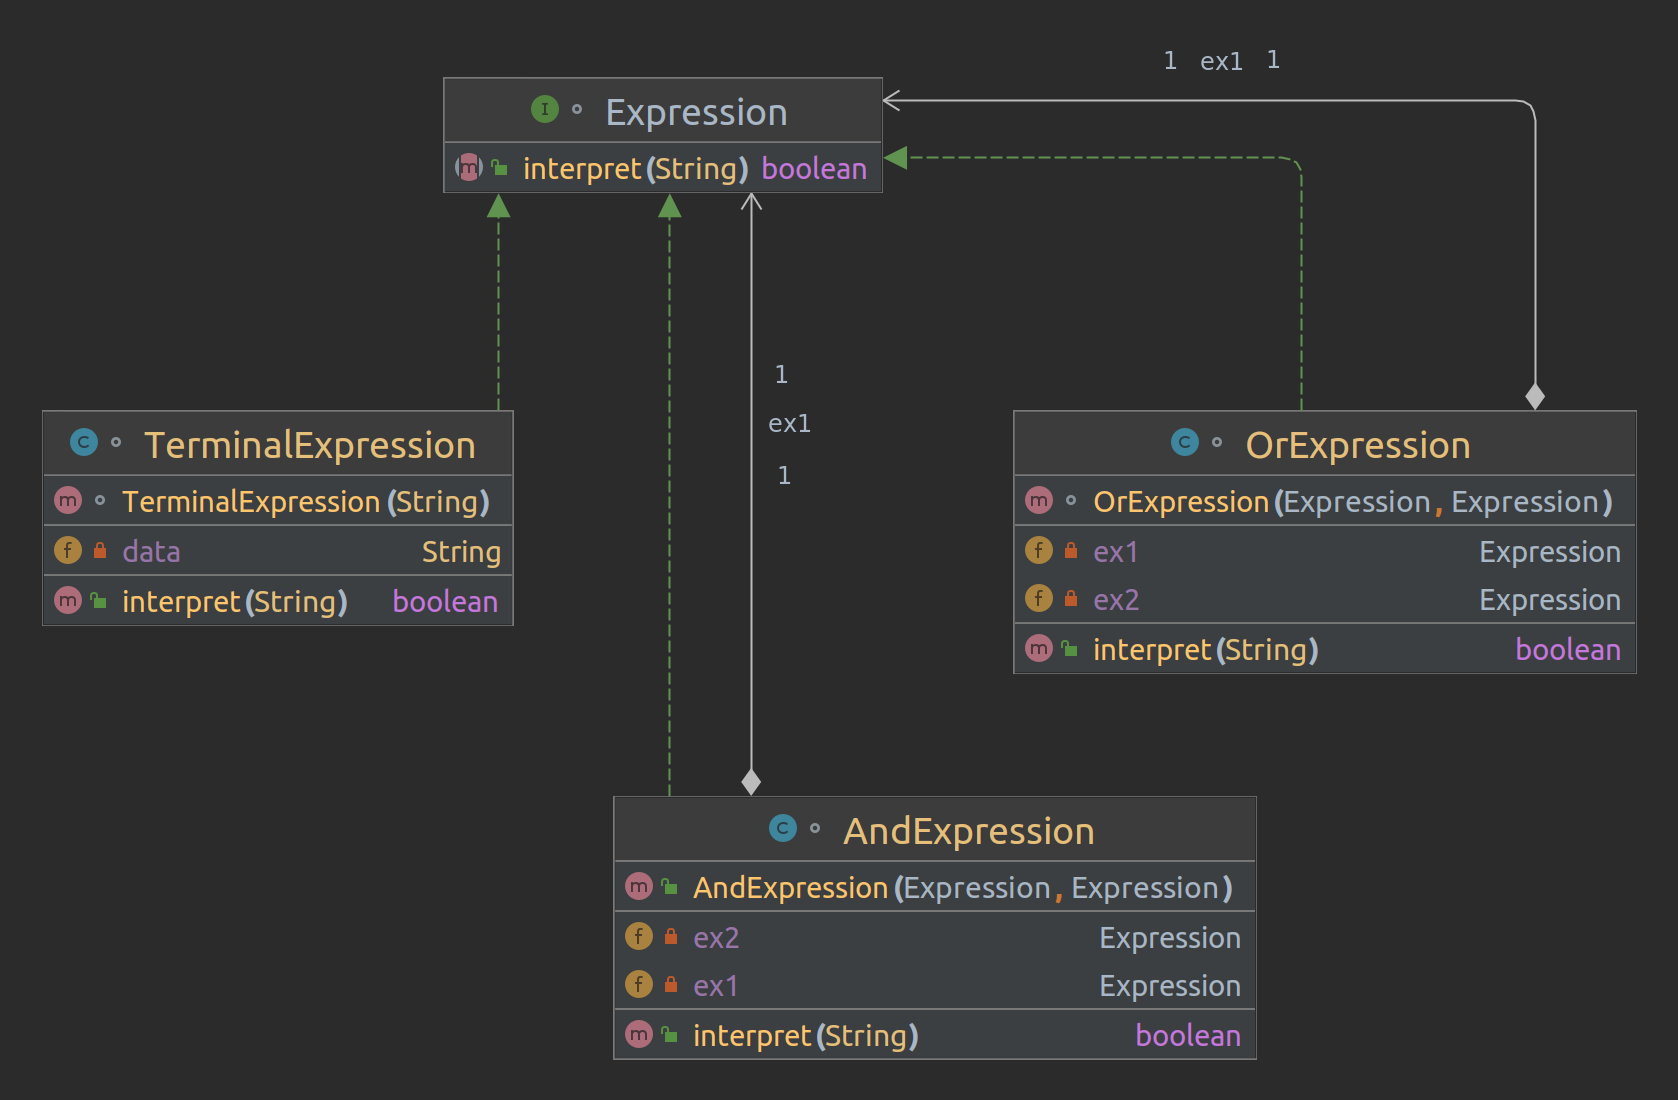 1 ex1 1
I Expression
m interpret(String) boolean
1
ex1
1
C TerminalExpression
m TerminalExpression(String)
f data String
m interpret(String) boolean
C OrExpression
m OrExpression(Expression, Expression)
f ex1 Expression
f ex2 Expression
m interpret(String) boolean
C AndExpression
m AndExpression(Expression, Expression)
f ex2 Expression
f ex1 Expression
m interpret(String) boolean